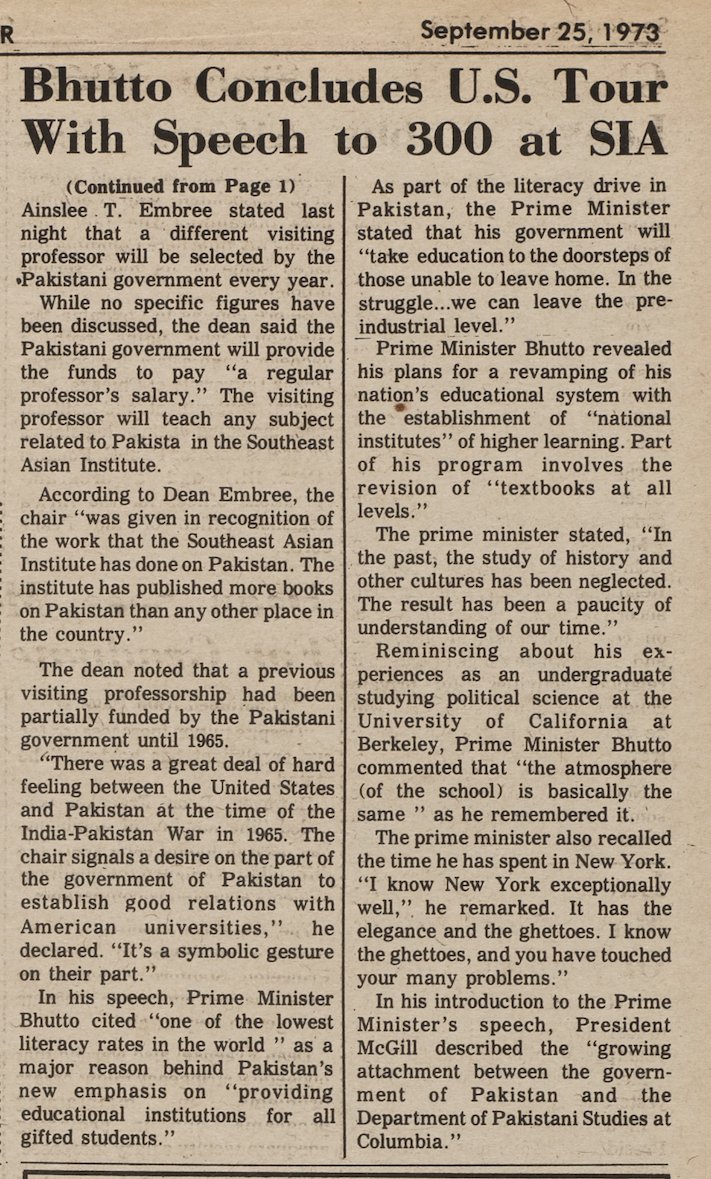 R
September 25, 1973
Bhutto Concludes U.S. Tour
With Speech to 300 at SIA
(Continued from Page 1)
Ainslee T. Embree stated last
night that a different visiting
professor will be selected by the
Pakistani government every year.
While no specific figures have
been discussed, the dean said the
Pakistani government will provide
the funds to pay "a regular
professor's salary." The visiting
professor will teach any subject
related to Pakista in the Southeast
Asian Institute.
According to Dean Embree, the
chair "was given in recognition of
the work that the Southeast Asian
Institute has done on Pakistan. The
institute has published more books
on Pakistan than any other place in
the country."
The dean noted that a previous
visiting professorship had been
partially funded by the Pakistani
government until 1965.
"There was a great deal of hard
feeling between the United States
and Pakistan at the time of the
India-Pakistan War in 1965. The
chair signals a desire on the part of
the government of Pakistan to
establish good relations with
American universities," he
declared. "It's a symbolic gesture
on their part."
In his speech, Prime Minister
Bhutto cited "one of the lowest
literacy rates in the world " as a
major reason behind Pakistan's
new emphasis on "providing
educational institutions for all
gifted students."
As part of the literacy drive in
Pakistan, the Prime Minister
stated that his government will
"take education to the doorsteps of
those unable to leave home. In the
struggle...we can leave the pre-
industrial level."
Prime Minister Bhutto revealed
his plans for a revamping of his
nation's educational system with
the establishment of "national
institutes" of higher learning. Part
of his program involves the
revision of "textbooks at all
levels."
The prime minister stated, "In
the past, the study of history and
other cultures has been neglected.
The result has been a paucity of
understanding of our time."
Reminiscing about his ex-
periences as an undergraduate
studying political science at the
University of California at
Berkeley, Prime Minister Bhutto
commented that "the atmosphere
(of the school) is basically the
same " as he remembered it.
The prime minister also recalled
the time he has spent in New York.
"I know New York exceptionally
well," he remarked. It has the
elegance and the ghettoes. I know
the ghettoes, and you have touched
your many problems."
In his introduction to the Prime
Minister's speech, President
McGill described the "growing
attachment between the govern-
ment of Pakistan and the
Department of Pakistani Studies at
Columbia."